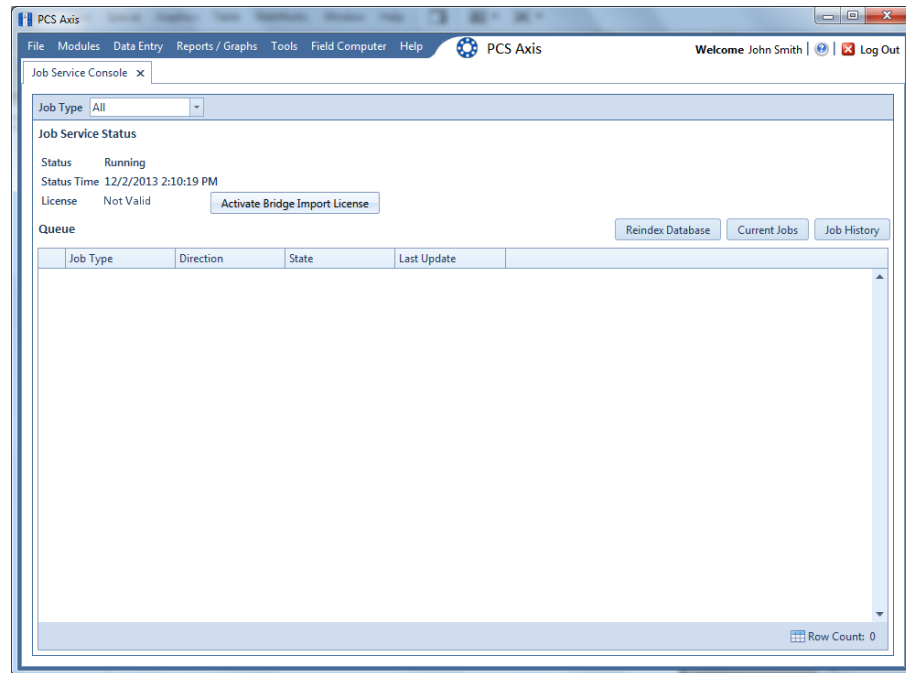 PCS Axis
File Modules Data Entry Reports / Graphs Tools Field Computer Help PCS Axis Welcome John Smith | | Log Out
Job Service Console x
Job Type All
Job Service Status
Status Running
Status Time 12/2/2013 2:10:19 PM
License Not Valid Activate Bridge Import License
Queue Reindex Database Current Jobs Job History
Job Type Direction State Last Update
Row Count: 0